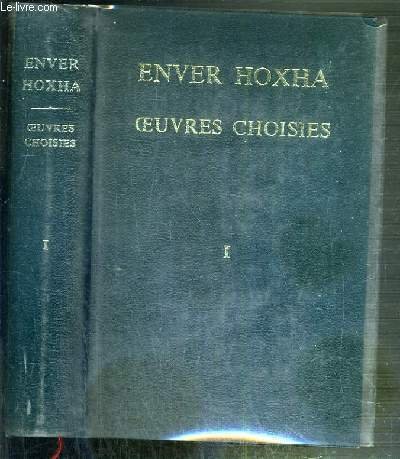 Le-livre.com
ENVER
HOXHA
ŒUVRES
CHOISIES
I
ENVER HOXHA
ŒUVRES CHOISIES
I